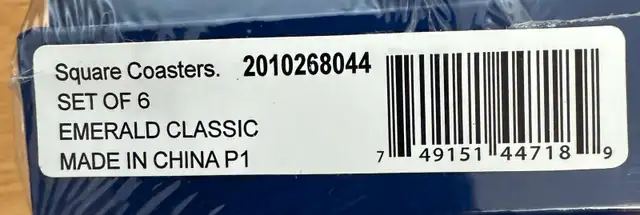 Square Coasters. 2010268044
SET OF 6
EMERALD CLASSIC
MADE IN CHINA P1
7 49151 44718 9